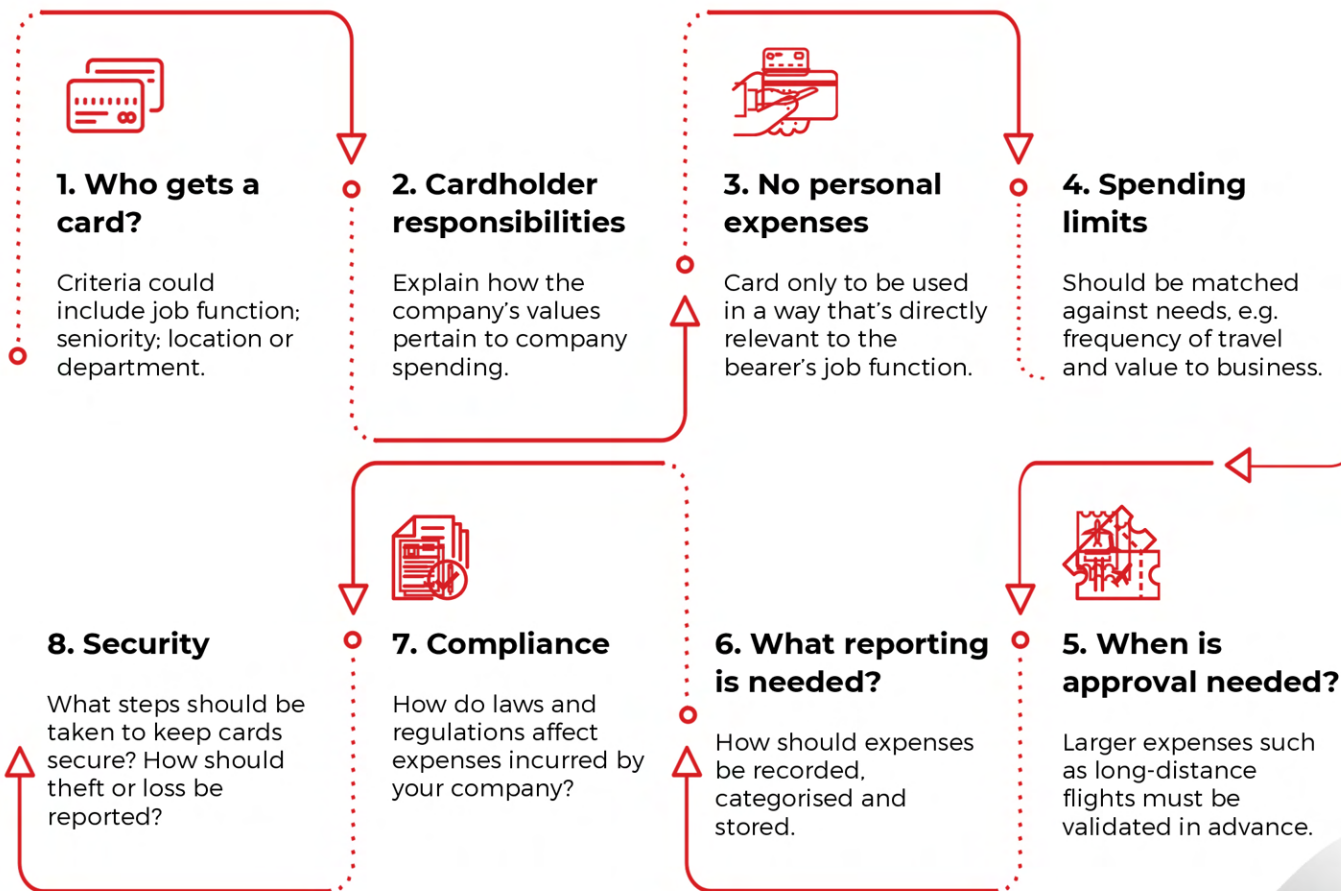 1. Who gets a
card?
Criteria could
include job function;
seniority; location or
department.
2. Cardholder
responsibilities
Explain how the
company’s values
pertain to company
spending.
3. No personal
expenses
Card only to be used
in a way that’s directly
relevant to the
bearer’s job function.
4. Spending
limits
Should be matched
against needs, e.g.
frequency of travel
and value to business.
5. When is
approval needed?
Larger expenses such
as long-distance
flights must be
validated in advance.
6. What reporting
is needed?
How should expenses
be recorded,
categorised and
stored.
7. Compliance
How do laws and
regulations affect
expenses incurred by
your company?
8. Security
What steps should be
taken to keep cards
secure? How should
theft or loss be
reported?